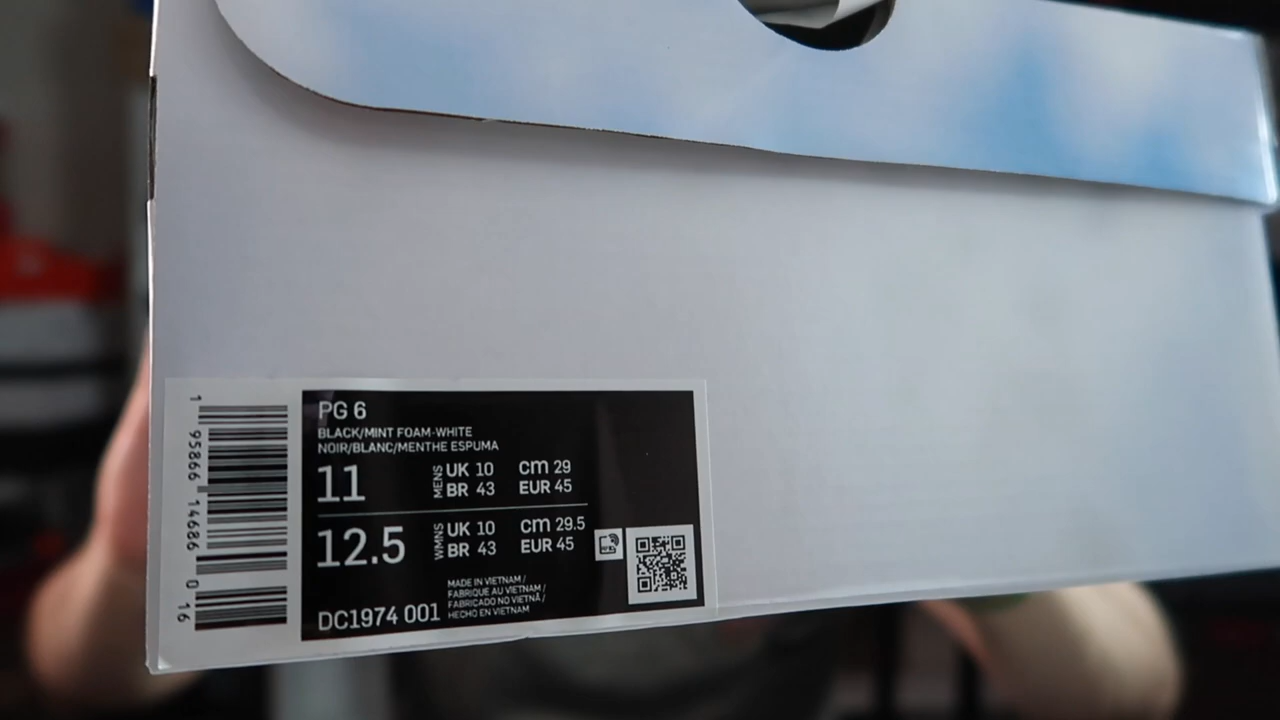 PG 6
BLACK/MINT FOAM-WHITE
NOIR/BLANC/MENTHE ESPUMA
11
MENS
UK 10
BR 43
cm 29
EUR 45
12.5
WMNS
UK 10
BR 43
cm 29.5
EUR 45
DC1974 001
MADE IN VIETNAM /
FABRIQUE AU VIETNAM /
FABRICADO NO VIETNÃ /
HECHO EN VIETNAM
1 95866 14686 0 16